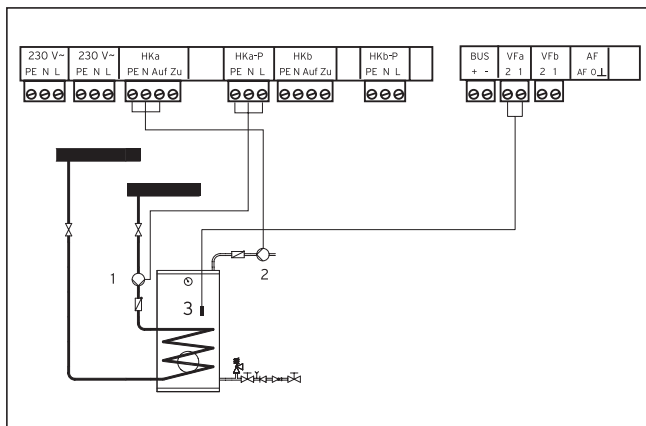 230 V~ 230 V~ HKa HKa-P HKb HKb-P BUS VFa VFb AF
PE N L PE N L PE N Auf Zu PE N L PE N Auf Zu PE N L + - 2 1 2 1 AF 0 ⊥
1
2
3